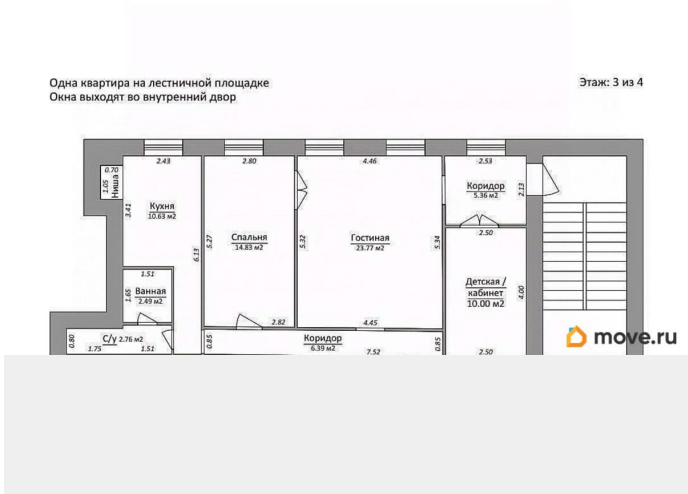 Одна квартира на лестничной площадке
Окна выходят во внутренний двор
Этаж: 3 из 4
2.43
2.80
4.46
2.53
0.70
1.05
Ниша
Коридор
5.36 м2
2.13
3.41
Кухня
10.63 м2
2.50
5.27
Спальня
14.83 м2
5.32
Гостиная
23.77 м2
5.34
6.13
1.51
Детская /
кабинет
10.00 м2
4.00
1.65
Ванная
2.49 м2
2.82
4.45
0.80
С/у 2.76 м2
1.75
1.51
0.85
Коридор
6.39 м2
7.52
0.85
2.50
move.ru